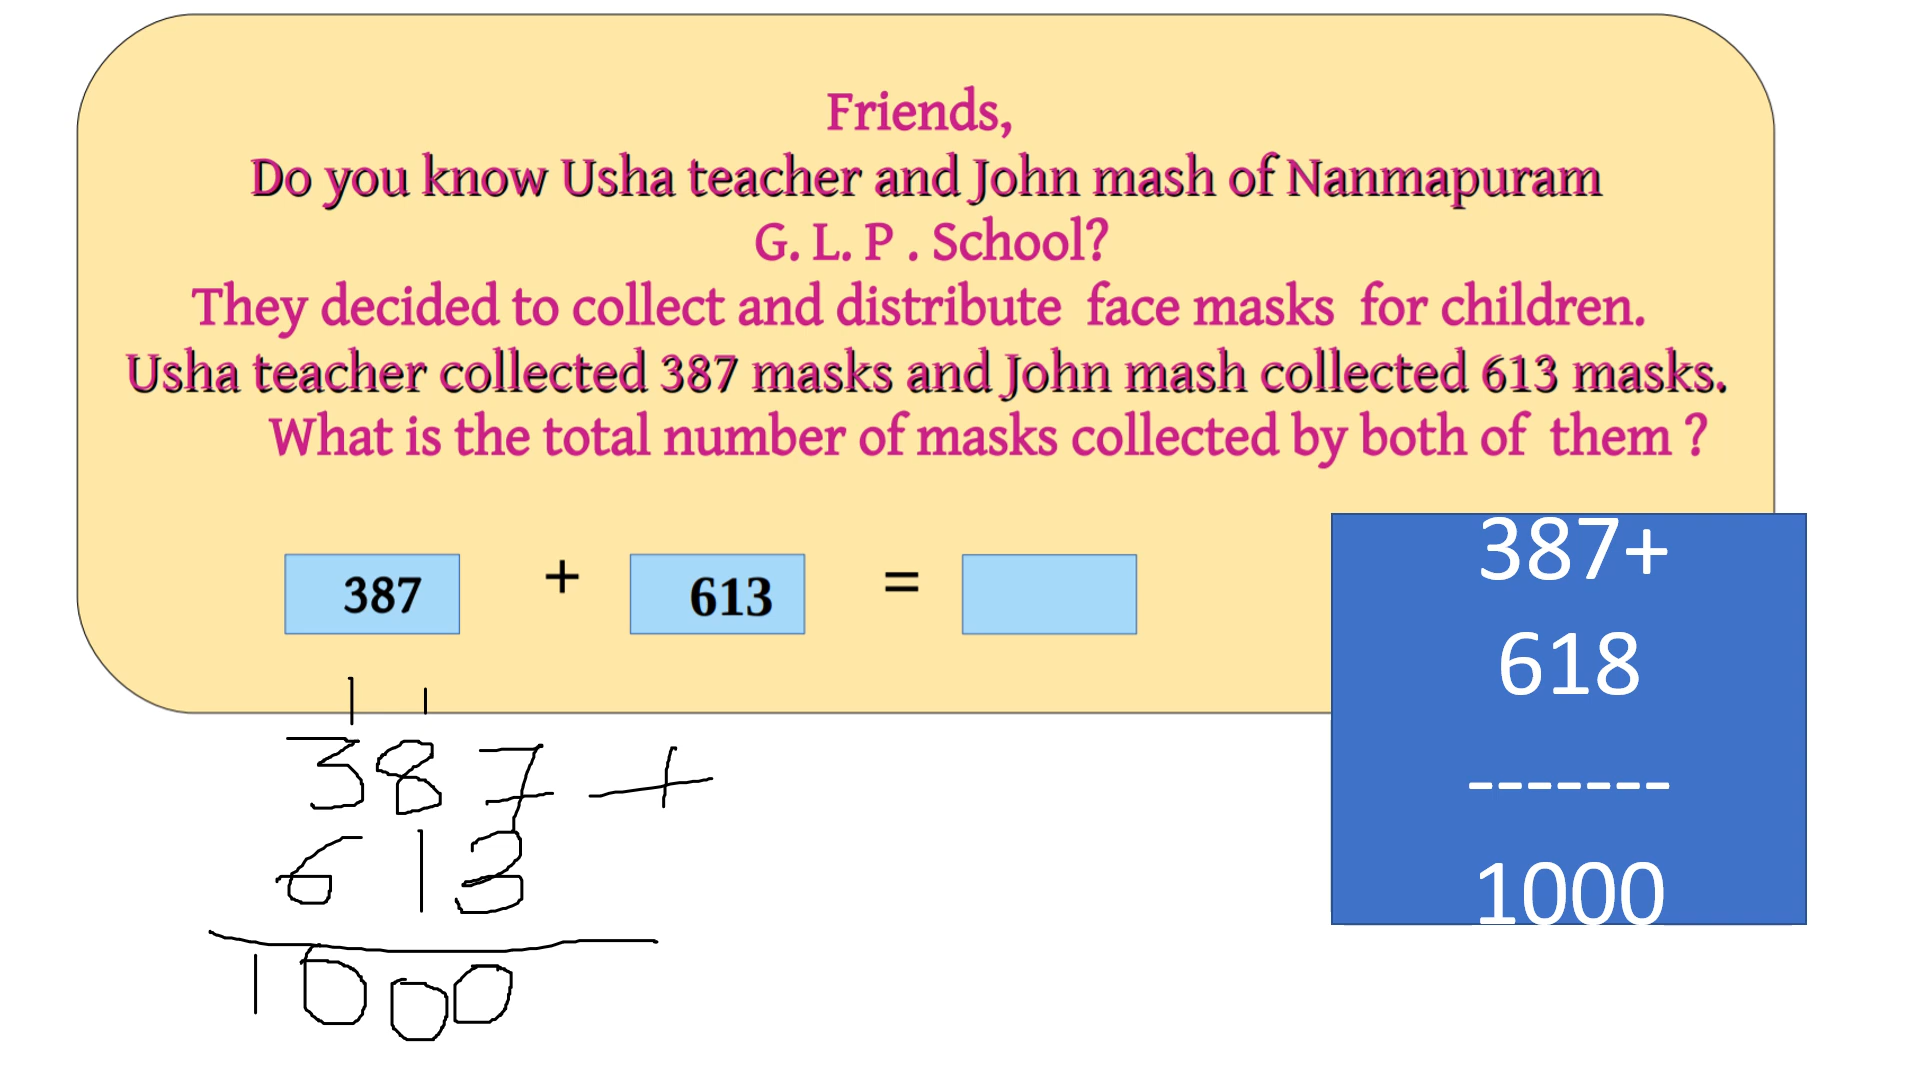 Friends,
Do you know Usha teacher and John mash of Nanmapuram
G. L. P . School?
They decided to collect and distribute face masks for children.
Usha teacher collected 387 masks and John mash collected 613 masks.
What is the total number of masks collected by both of them ?
387 + 613 =
387+
618
-------
1000
1 1
387 +
613
1000